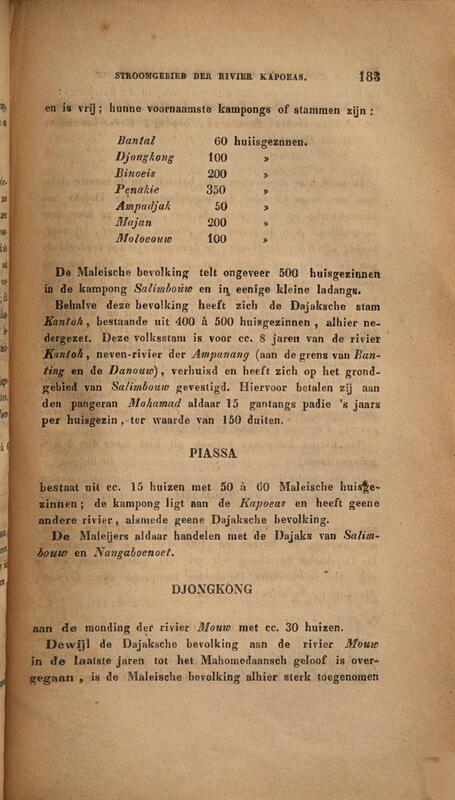 STROOMGEBIED DER RIVIER KAPOEAS. 183
en is vrij; hunne voornaamste kampongs of stammen zijn:
Bantal 60 huiisgeznnen.
Djongkong 100 »
Binoeis 200 »
Penakie 350 »
Ampadjak 50 »
Majan 200 »
Moloeouw 100 »
De Maleische bevolking telt ongeveer 500 huisgezinnen
in de kampong Salimbouw en in eenige kleine ladangs.
Behalve deze bevolking heeft zich de Dajaksche stam
Kantoh, bestaande uit 400 à 500 huisgezinnen, alhier ne-
dergezet. Deze volksstam is voor cc. 8 jaren van de rivier
Kantoh, neven-rivier der Ampanang (aan de grens van Ban-
ting en de Danouw), verhuisd en heeft zich op het grond-
gebied van Salimbouw gevestigd. Hiervoor betalen zij aan
den pangeran Mohamad aldaar 15 gantangs padie 's jaars
per huisgezin, ter waarde van 150 duiten.
PIASSA
bestaat uit cc. 15 huizen met 50 à 60 Maleische huisge-
zinnen; de kampong ligt aan de Kapoeas en heeft geene
andere rivier, alsmede geene Dajaksche bevolking.
De Maleijers aldaar handelen met de Dajaks van Salim-
bouw en Nangaboenoet.
DJONGKONG
aan de monding der rivier Mouw met cc. 30 huizen.
Dewijl de Dajaksche bevolking aan de rivier Mouw
in de laatste jaren tot het Mahomedaansch geloof is over-
gegaan, is de Maleische bevolking alhier sterk toegenomen